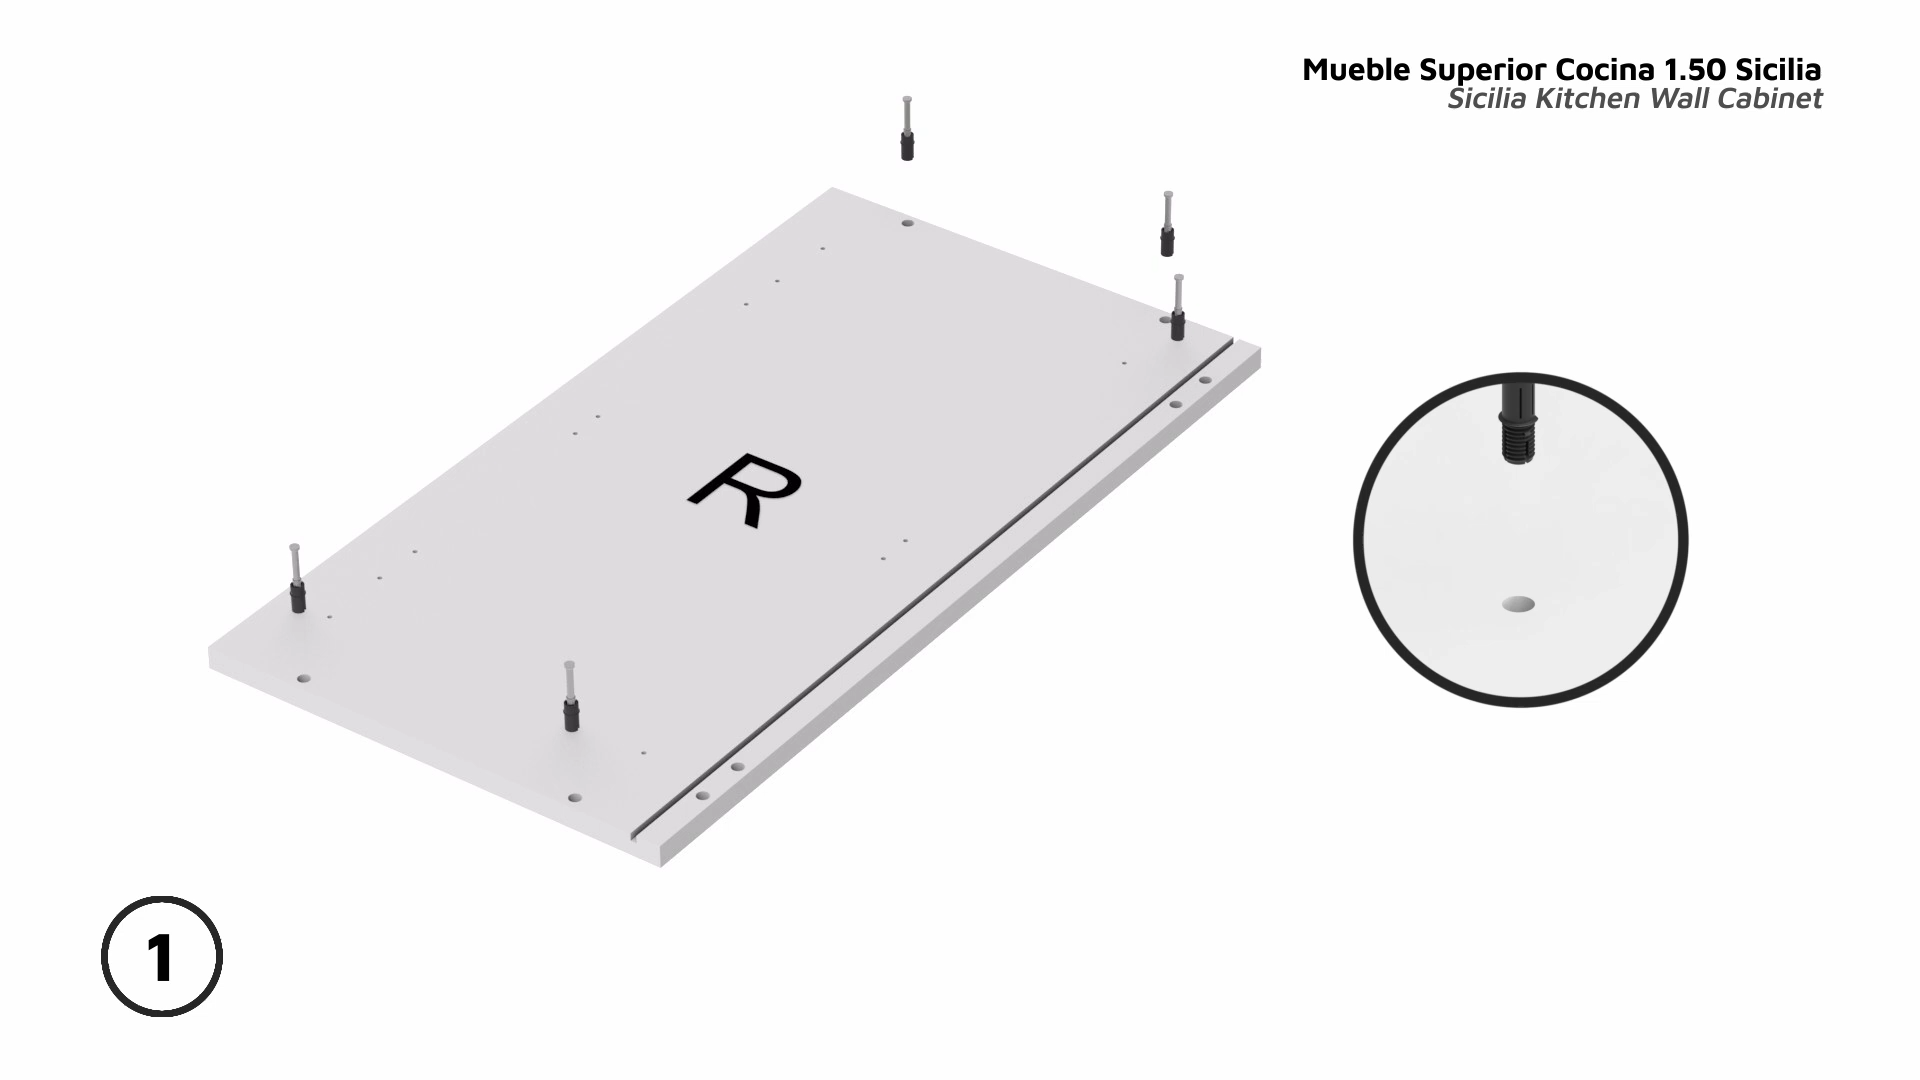 Mueble Superior Cocina 1.50 Sicilia
Sicilia Kitchen Wall Cabinet
R
1